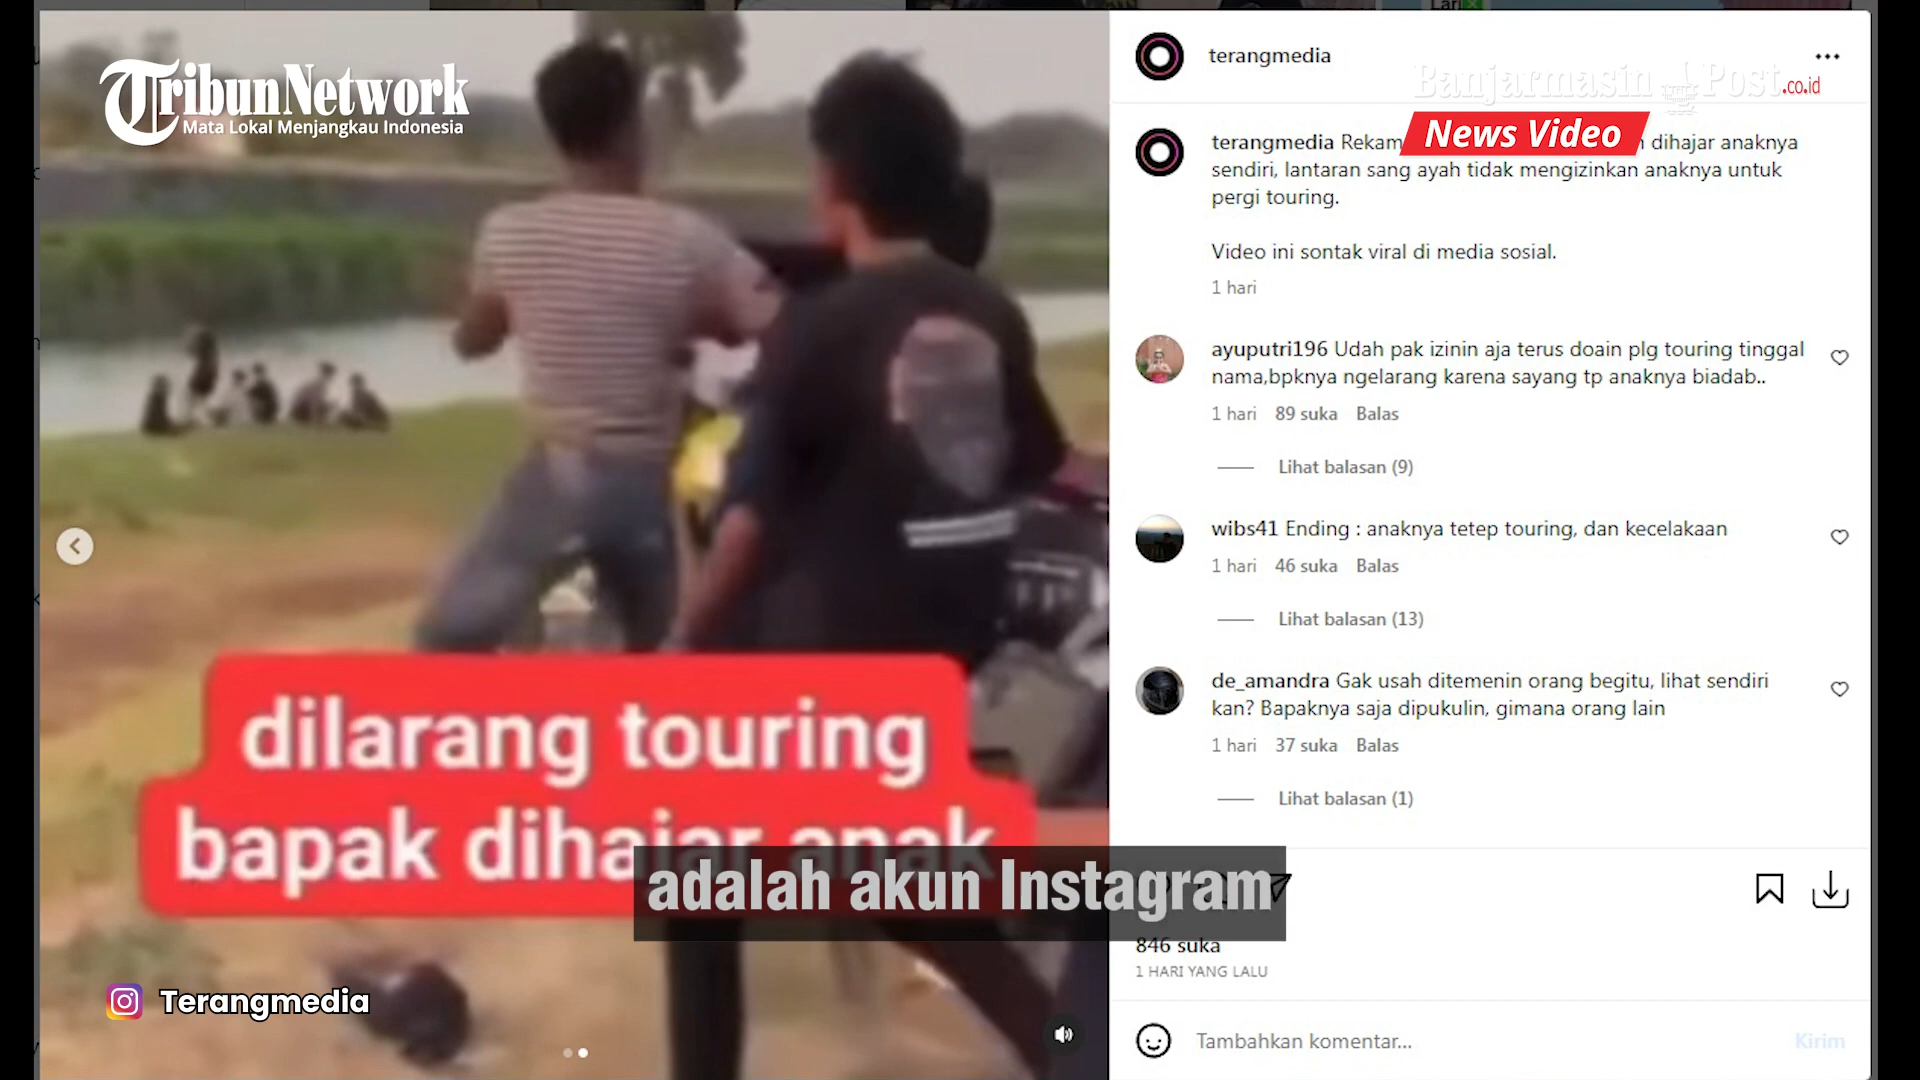 TribunNetwork
Mata Lokal Menjangkau Indonesia
terangmedia
Banjarmasin Post.co.id
News Video
terangmedia Rekam dihajar anaknya
sendiri, lantaran sang ayah tidak mengizinkan anaknya untuk
pergi touring.
Video ini sontak viral di media sosial.
1 hari
ayuputri196 Udah pak izinin aja terus doain plg touring tinggal
nama,bpknya ngelarang karena sayang tp anaknya biadab..
1 hari 89 suka Balas
Lihat balasan (9)
wibs41 Ending : anaknya tetep touring, dan kecelakaan
1 hari 46 suka Balas
Lihat balasan (13)
de_amandra Gak usah ditemenin orang begitu, lihat sendiri
kan? Bapaknya saja dipukulin, gimana orang lain
1 hari 37 suka Balas
Lihat balasan (1)
dilarang touring
bapak dihajar anak
adalah akun Instagram
846 suka
1 HARI YANG LALU
Terangmedia
Tambahkan komentar...
Kirim